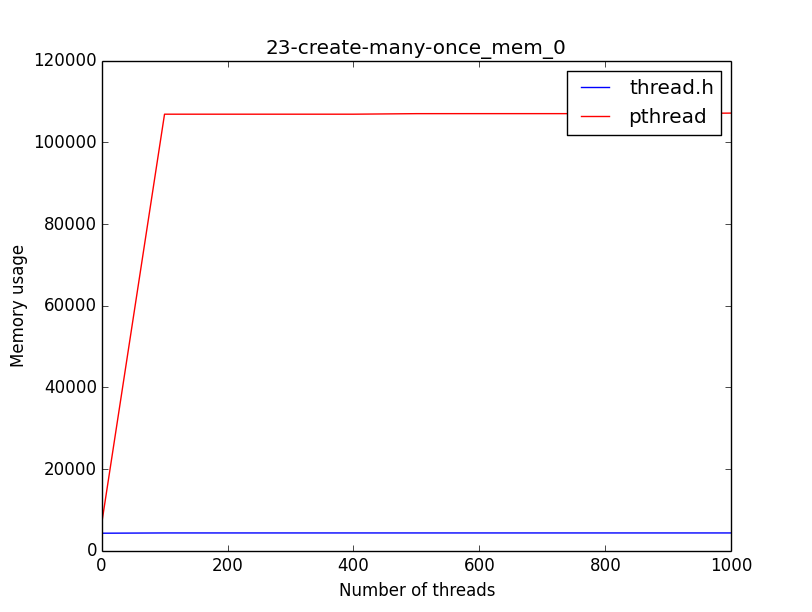 23-create-many-once_mem_0
120000
100000
80000
60000
40000
20000
0
Memory usage
thread.h
pthread
0 200 400 600 800 1000
Number of threads